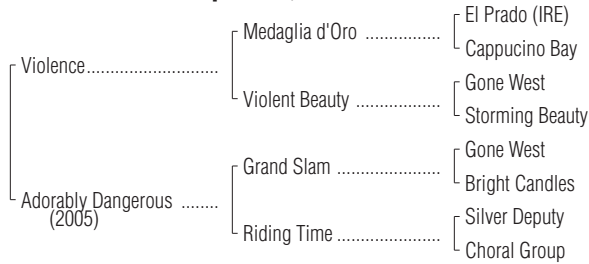 El Prado (IRE)
Medaglia d'Oro ................
Cappucino Bay
Violence............................
Gone West
Violent Beauty ..................
Storming Beauty
Gone West
Grand Slam ......................
Bright Candles
Adorably Dangerous ........
(2005)
Silver Deputy
Riding Time ......................
Choral Group